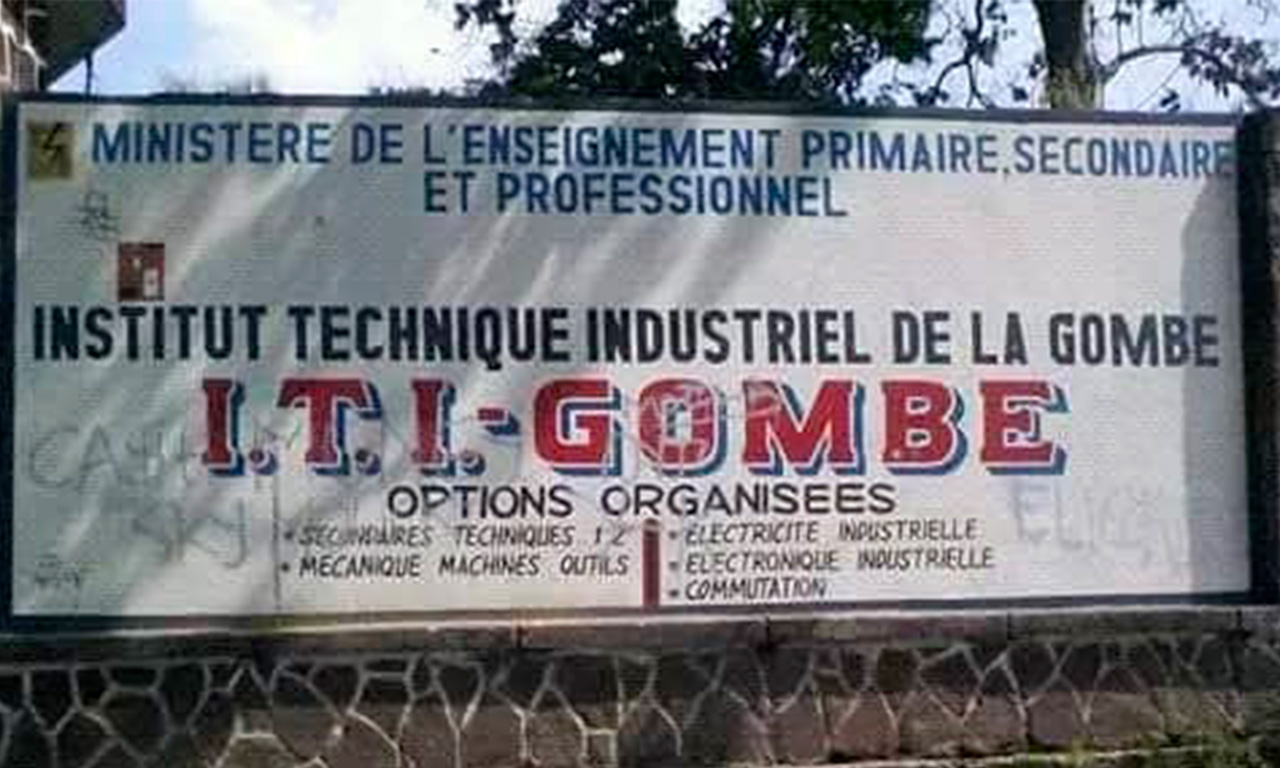 MINISTERE DE L'ENSEIGNEMENT PRIMAIRE, SECONDAIRE
ET PROFESSIONNEL
INSTITUT TECHNIQUE INDUSTRIEL DE LA GOMBE
I.T.I.-GOMBE
OPTIONS ORGANISEES
• SECONDAIRES TECHNIQUES 1 2
• MECANIQUE MACHINES OUTILS
• ELECTRICITE INDUSTRIELLE
• ELECTRONIQUE INDUSTRIELLE
• COMMUTATION